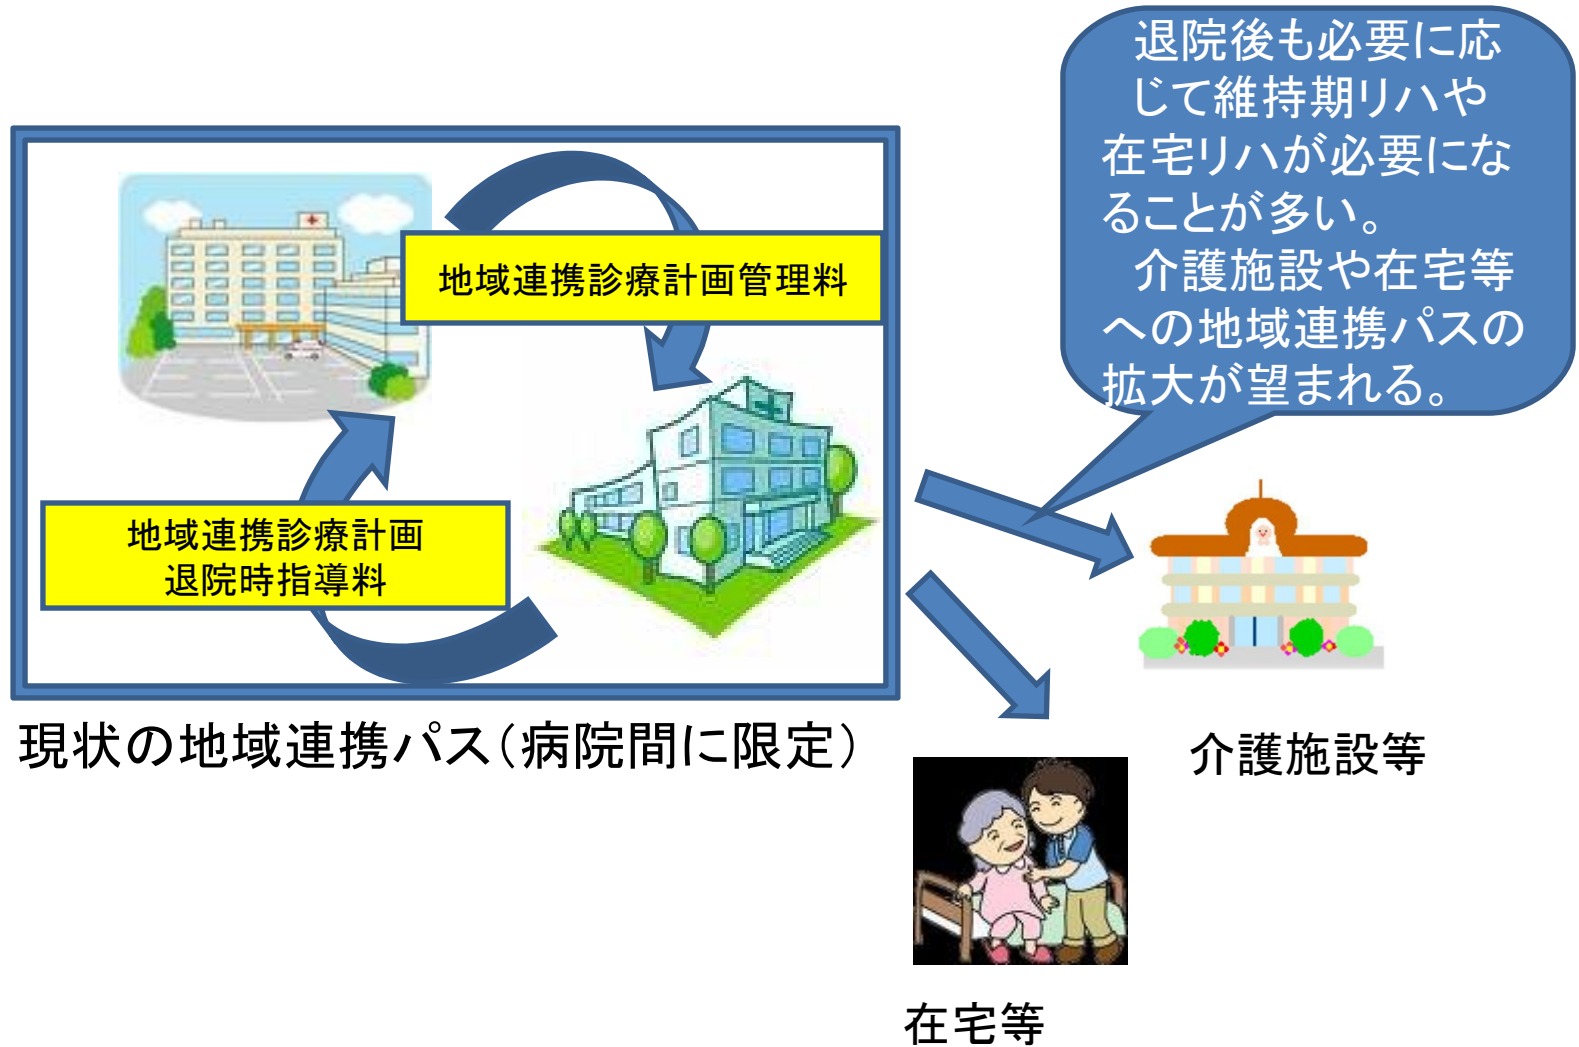 退院後も必要に応
じて維持期リハや
在宅リハが必要にな
ることが多い。
介護施設や在宅等
への地域連携パスの
拡大が望まれる。
地域連携診療計画管理料
地域連携診療計画
退院時指導料
現状の地域連携パス（病院間に限定）
介護施設等
在宅等